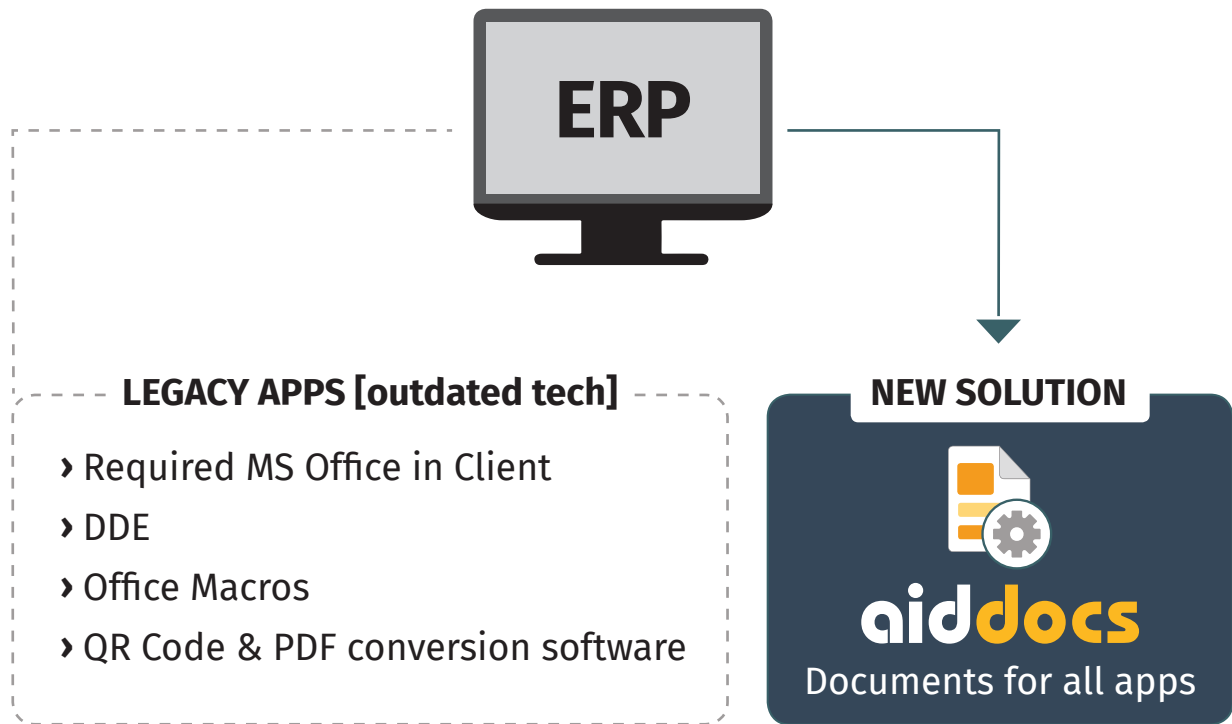 ERP
LEGACY APPS [outdated tech]
› Required MS Office in Client
› DDE
› Office Macros
› QR Code & PDF conversion software
NEW SOLUTION
aiddocs
Documents for all apps